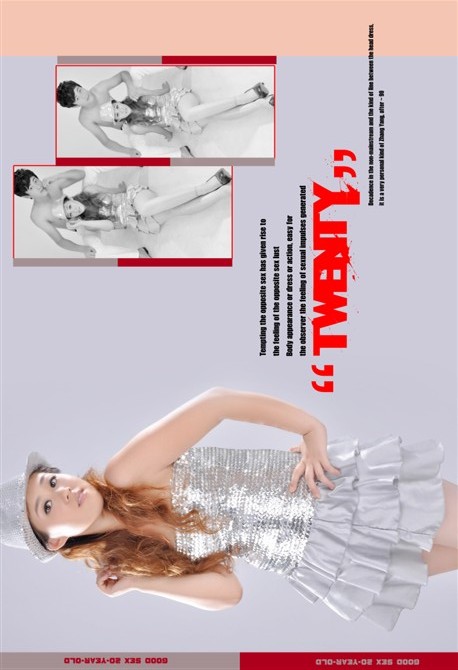 Decadence in the non-mainstream and the kind of line between the head dress,
it is a very personal kind of Zhong Yang, after - 90
“TWENTY”
Tempting the opposite sex has given rise to
the feeling of the opposite sex lust
Body appearance or dress or action, easy for
the observer the feeling of sexual impulses generated
GOOD SEX 20-YEAR-OLD
GOOD SEX 20-YEAR-OLD